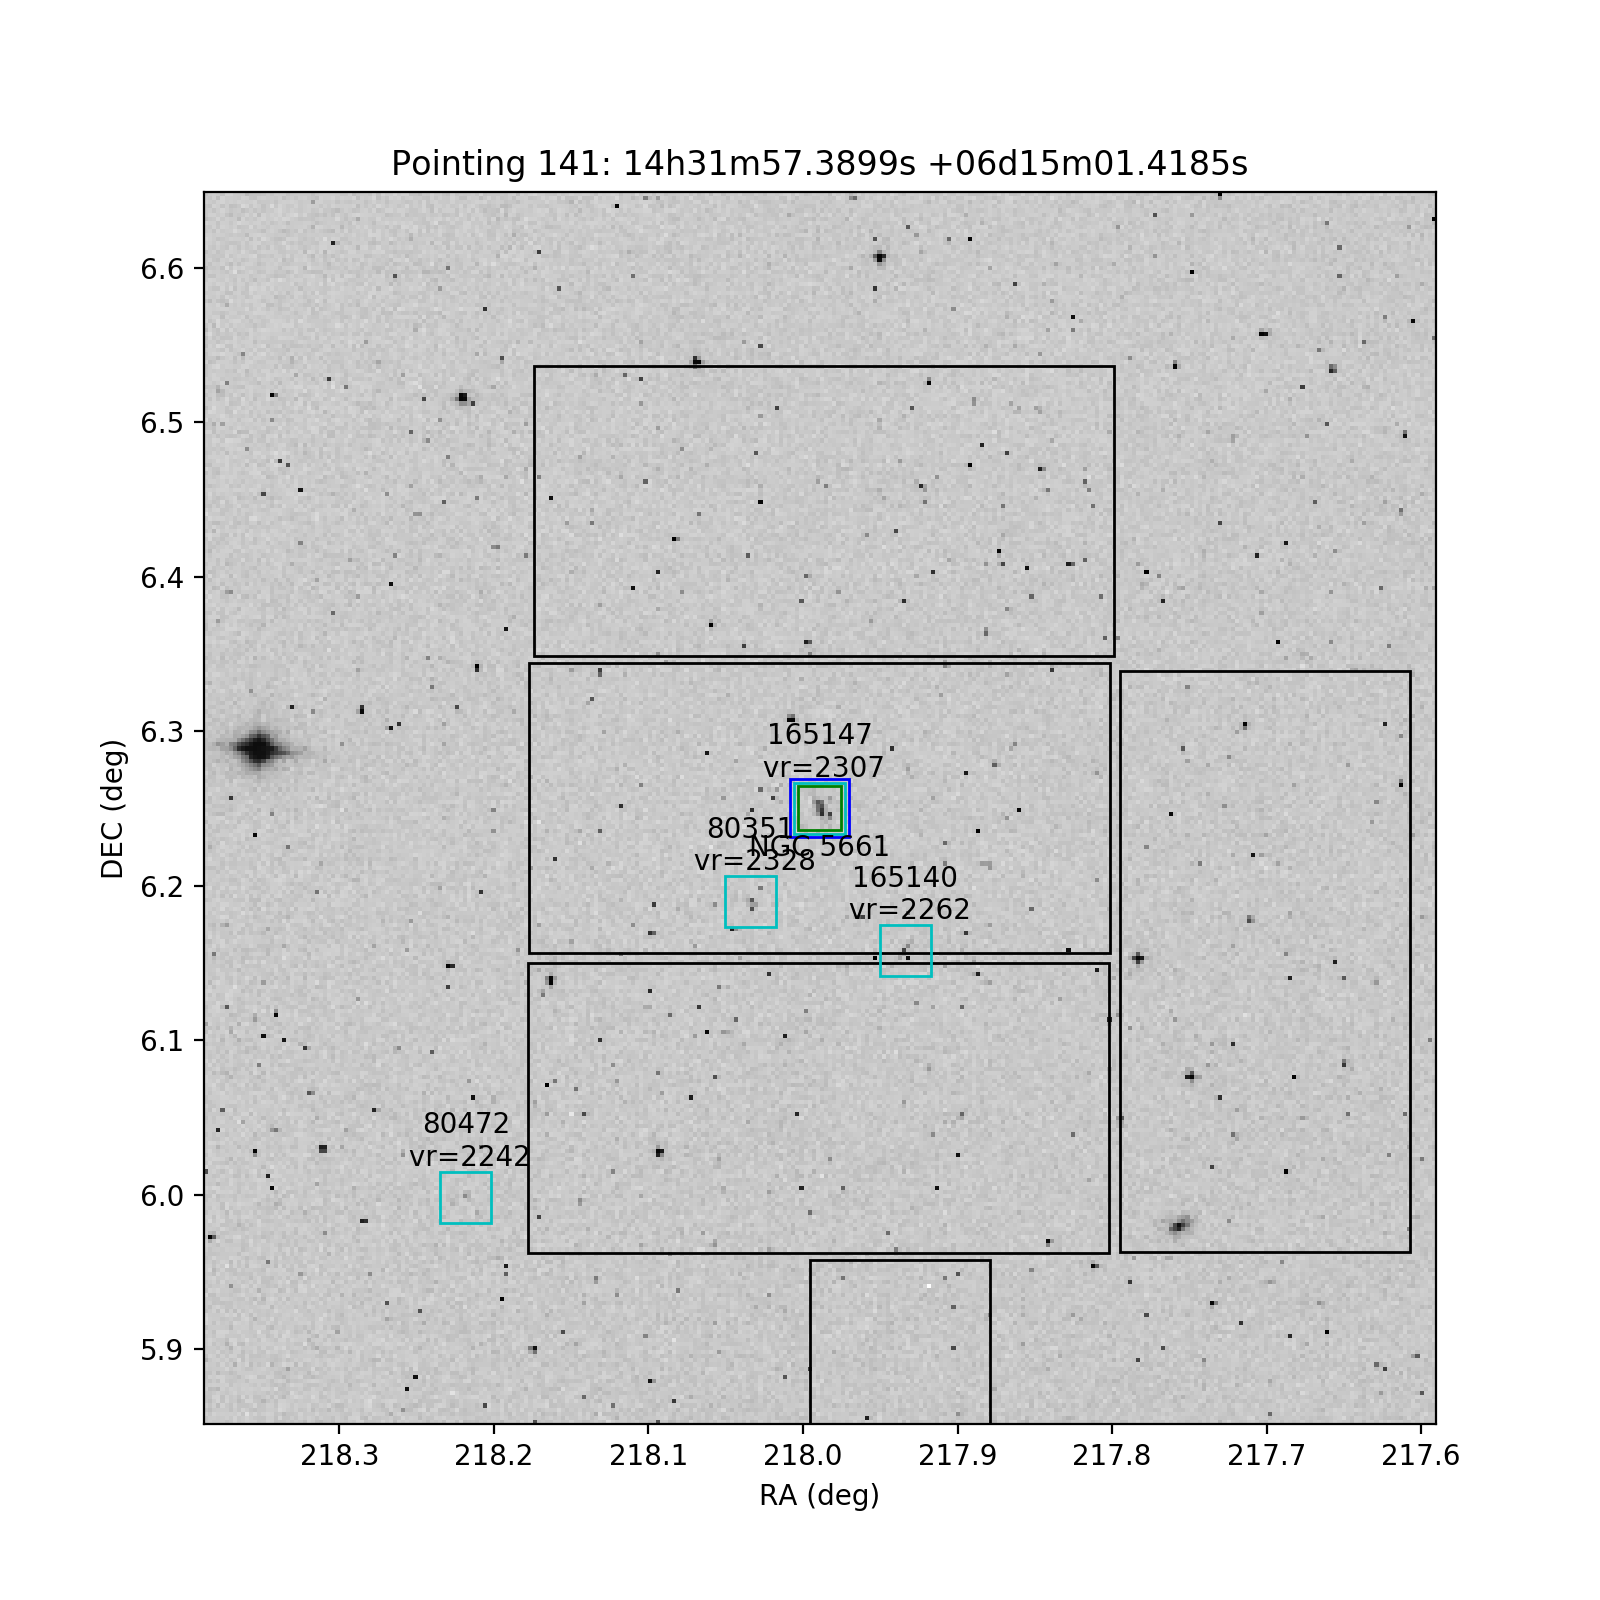 Pointing 141: 14h31m57.3899s +06d15m01.4185s
6.6
6.5
6.4
6.3
6.2
6.1
6.0
5.9
DEC (deg)
165147
vr=2307
80351
vr=2328
NGC 5661
165140
vr=2262
80472
vr=2242
218.3 218.2 218.1 218.0 217.9 217.8 217.7 217.6
RA (deg)